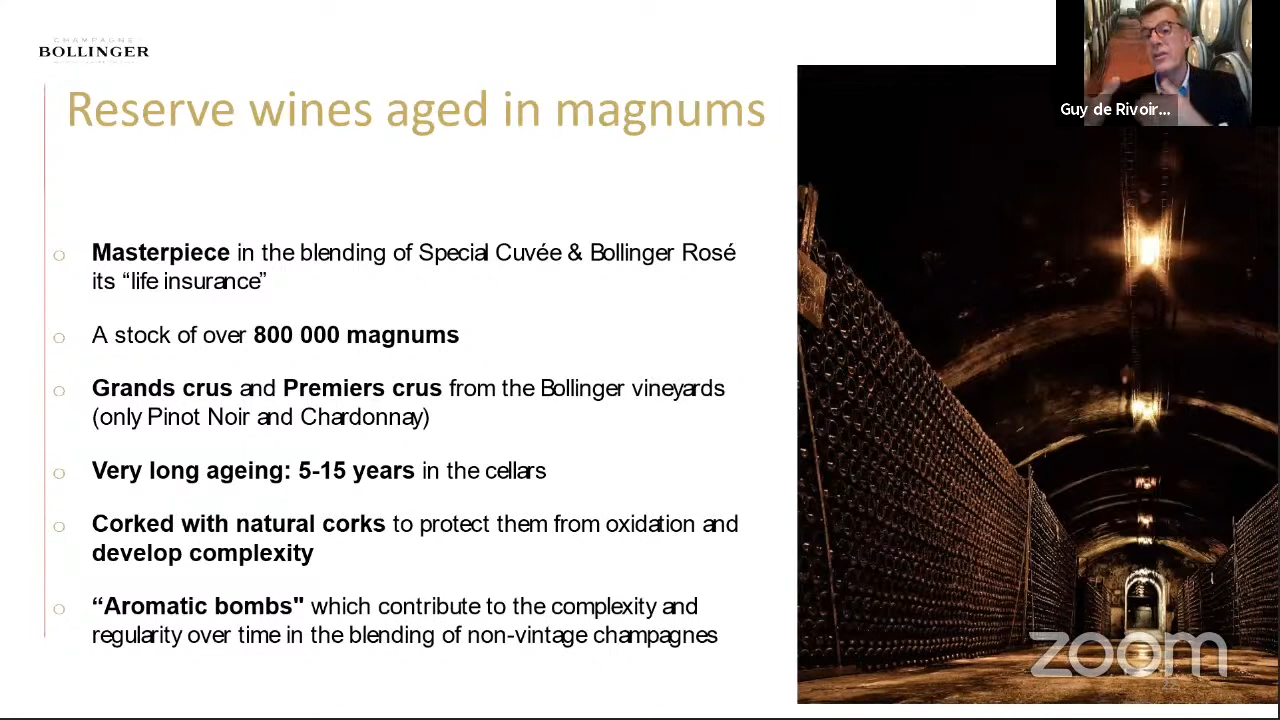 CHAMPAGNE
BOLLINGER
Reserve wines aged in magnums
Guy de Rivoir...
Masterpiece in the blending of Special Cuvée & Bollinger Rosé
its “life insurance”
A stock of over 800 000 magnums
Grands crus and Premiers crus from the Bollinger vineyards
(only Pinot Noir and Chardonnay)
Very long ageing: 5-15 years in the cellars
Corked with natural corks to protect them from oxidation and
develop complexity
“Aromatic bombs" which contribute to the complexity and
regularity over time in the blending of non-vintage champagnes
zoom